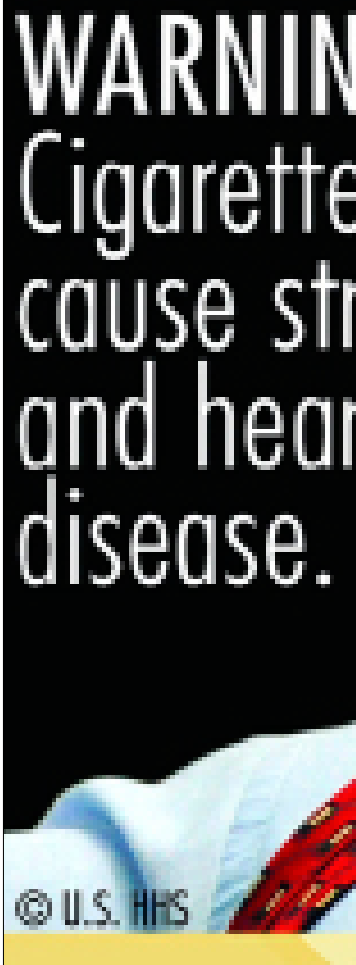 WARNIN
Cigarette
cause str
and hear
disease.
© U.S. HHS